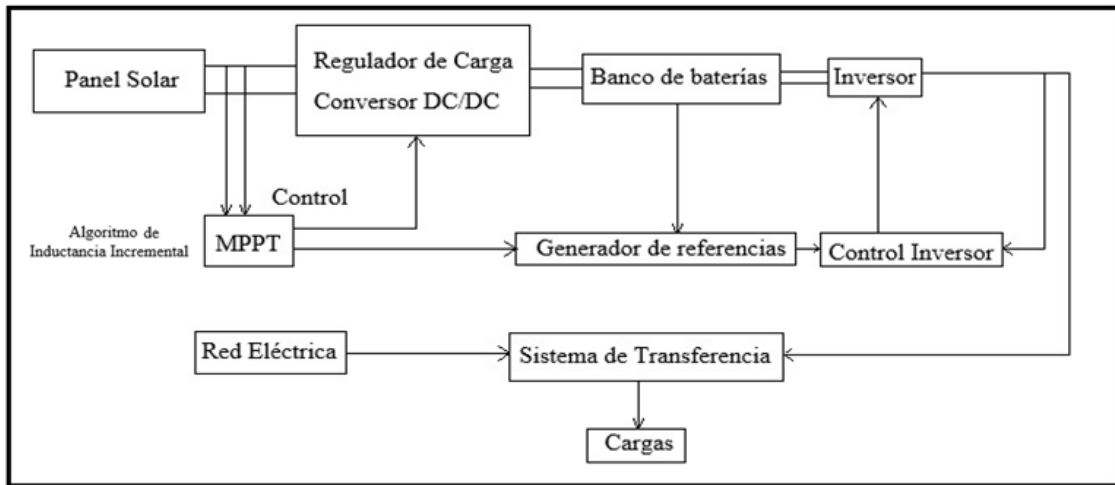 Panel Solar
Regulador de Carga
Conversor DC/DC
Banco de baterías
Inversor
Control
Algoritmo de
Inductancia Incremental
MPPT
Generador de referencias
Control Inversor
Red Eléctrica
Sistema de Transferencia
Cargas